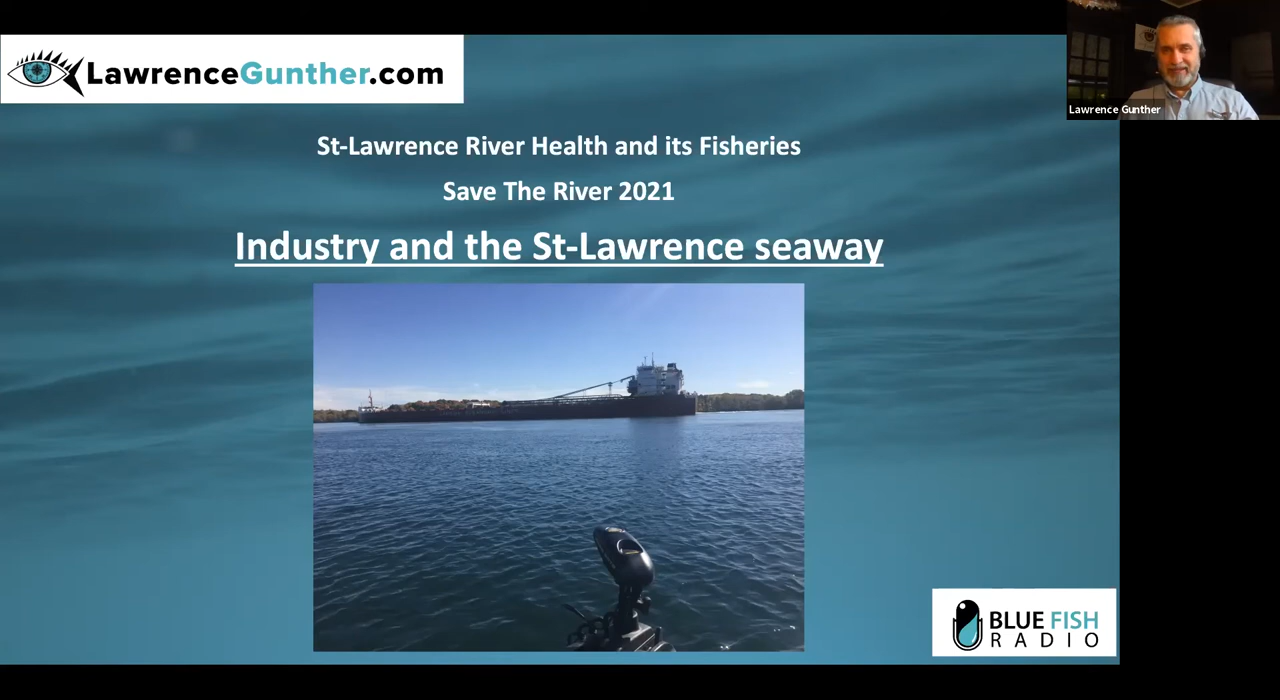 LawrenceGunther.com
Lawrence Gunther
St-Lawrence River Health and its Fisheries
Save The River 2021
Industry and the St-Lawrence seaway
BLUE FISH
RADIO